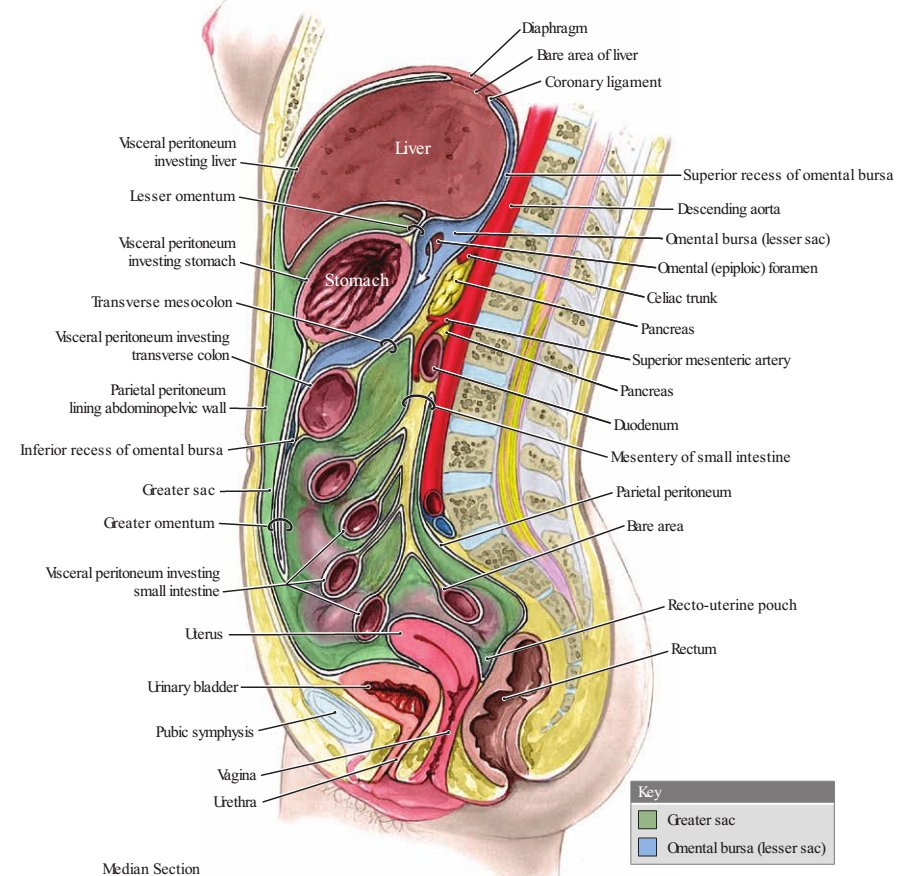 Diaphragm
Bare area of liver
Coronary ligament
Visceral peritoneum
investing liver
Liver
Superior recess of omental bursa
Lesser omentum
Descending aorta
Visceral peritoneum
investing stomach
Omental bursa (lesser sac)
Omental (epiploic) foramen
Stomach
Celiac trunk
Transverse mesocolon
Pancreas
Visceral peritoneum investing
transverse colon
Superior mesenteric artery
Parietal peritoneum
lining abdominopelvic wall
Pancreas
Duodenum
Inferior recess of omental bursa
Mesentery of small intestine
Greater sac
Parietal peritoneum
Greater omentum
Bare area
Visceral peritoneum investing
small intestine
Recto-uterine pouch
Uterus
Rectum
Urinary bladder
Pubic symphysis
Vagina
Urethra
Key
Greater sac
Omental bursa (lesser sac)
Median Section